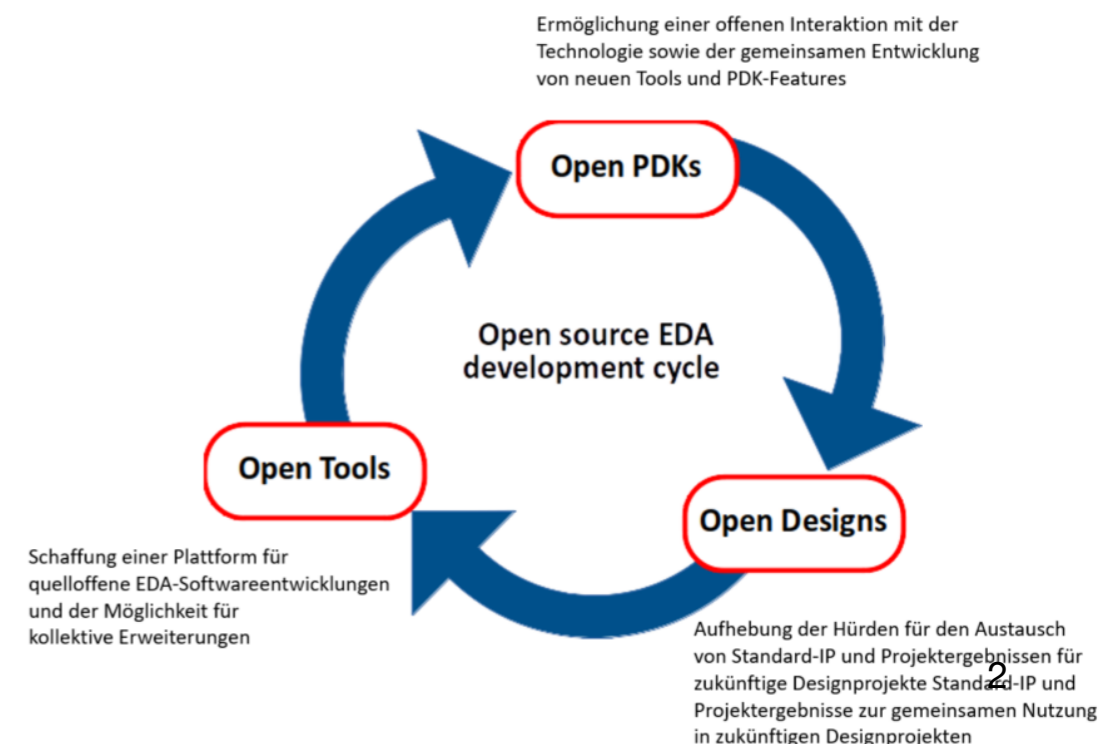 Ermöglichung einer offenen Interaktion mit der
Technologie sowie der gemeinsamen Entwicklung
von neuen Tools und PDK-Features
Open PDKs
Open source EDA
development cycle
Open Tools
Open Designs
Schaffung einer Plattform für
quelloffene EDA-Softwareentwicklungen
und der Möglichkeit für
kollektive Erweiterungen
Aufhebung der Hürden für den Austausch
von Standard-IP und Projektergebnissen für
zukünftige Designprojekte Standard-IP und
Projektergebnisse zur gemeinsamen Nutzung
in zukünftigen Designprojekten
2